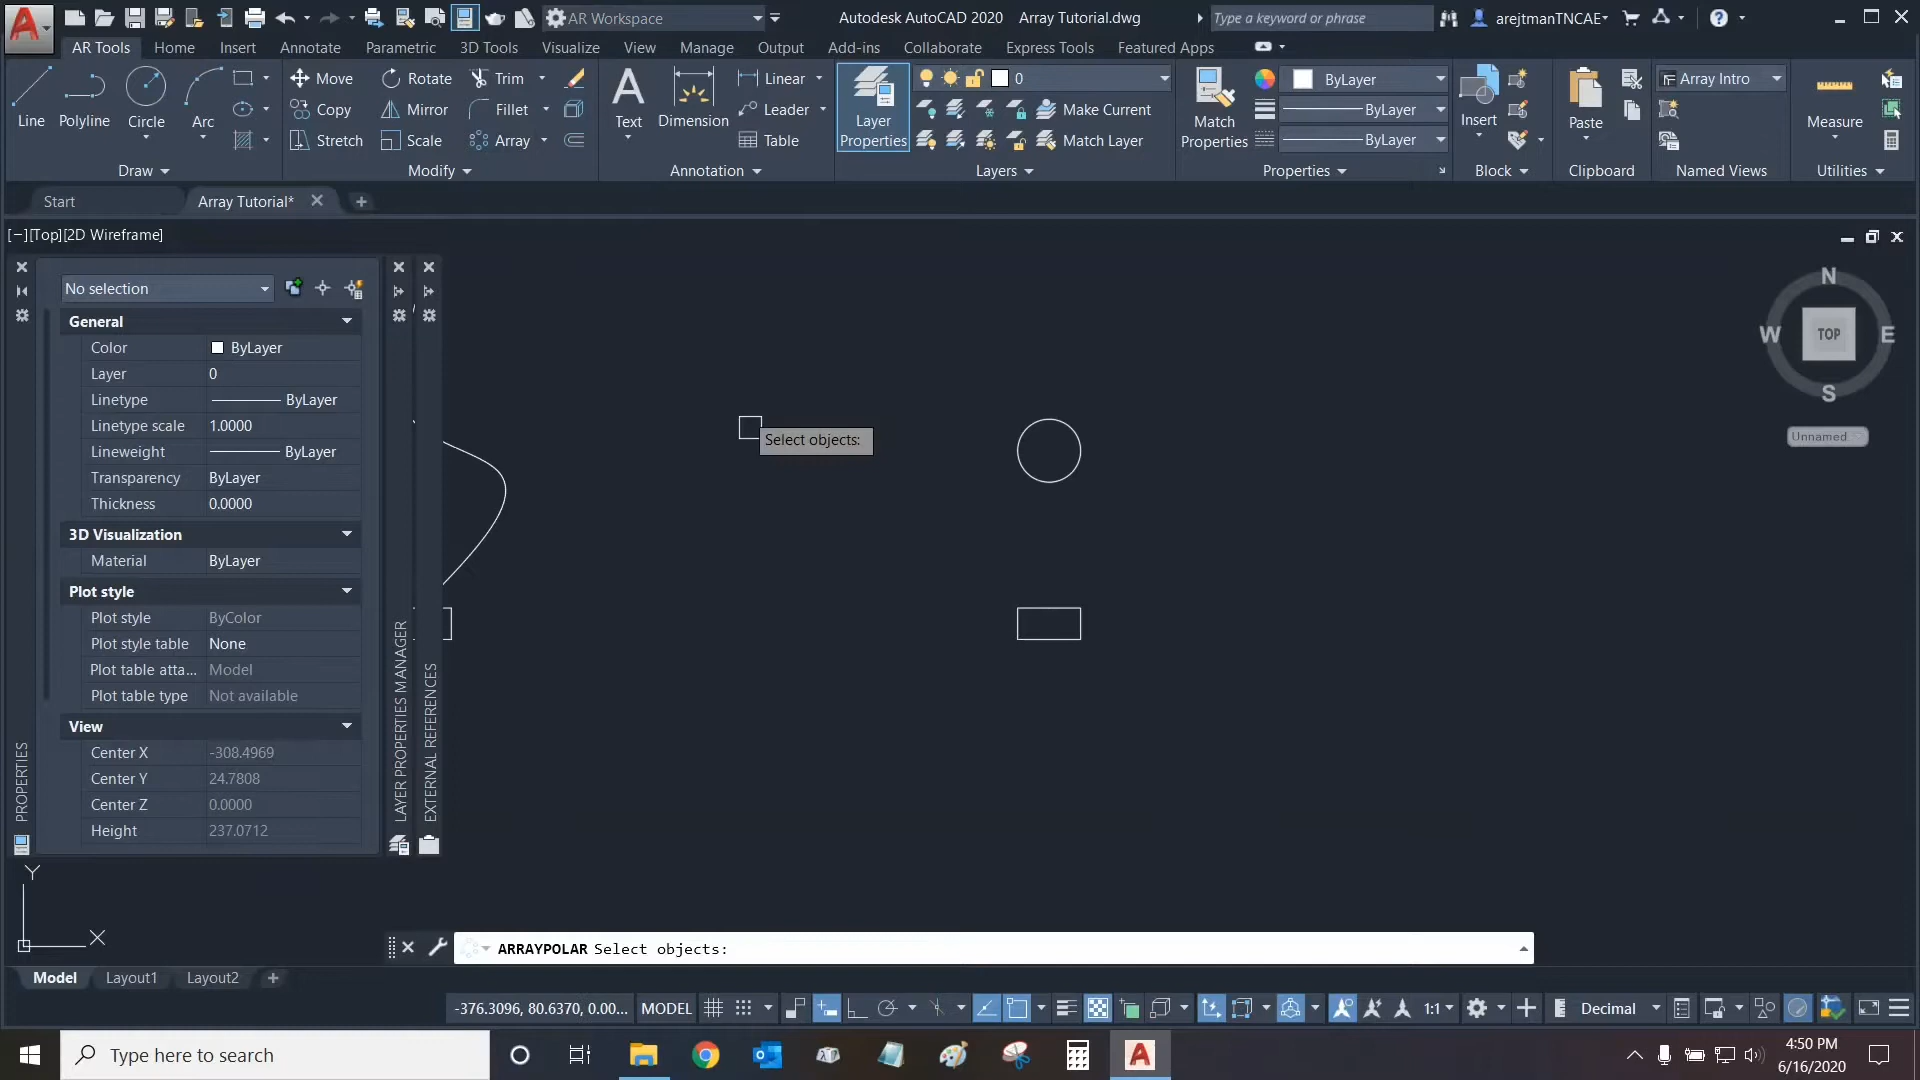 AR Workspace
Autodesk AutoCAD 2020 Array Tutorial.dwg
Type a keyword or phrase
arejtmanTNCAE
AR Tools Home Insert Annotate Parametric 3D Tools Visualize View Manage Output Add-ins Collaborate Express Tools Featured Apps
Line Polyline Circle Arc
Draw
Move Rotate Trim
Copy Mirror Fillet
Stretch Scale Array
Modify
Text Dimension
Linear
Leader
Table
Annotation
Layer
Properties
0
Make Current
Match Layer
Layers
Match
Properties
ByLayer
ByLayer
ByLayer
Properties
Insert
Block
Paste
Clipboard
Array Intro
Named Views
Measure
Utilities
Start
Array Tutorial*
[−][Top][2D Wireframe]
No selection
General
Color ByLayer
Layer 0
Linetype ByLayer
Linetype scale 1.0000
Lineweight ByLayer
Transparency ByLayer
Thickness 0.0000
3D Visualization
Material ByLayer
Plot style
Plot style ByColor
Plot style table None
Plot table atta... Model
Plot table type Not available
View
Center X -308.4969
Center Y 24.7808
Center Z 0.0000
Height 237.0712
PROPERTIES
LAYER PROPERTIES MANAGER
EXTERNAL REFERENCES
Select objects:
N
W TOP E
S
Unnamed
Y
X
ARRAYPOLAR Select objects:
Model Layout1 Layout2
-376.3096, 80.6370, 0.00... MODEL
1:1
Decimal
Type here to search
4:50 PM
6/16/2020